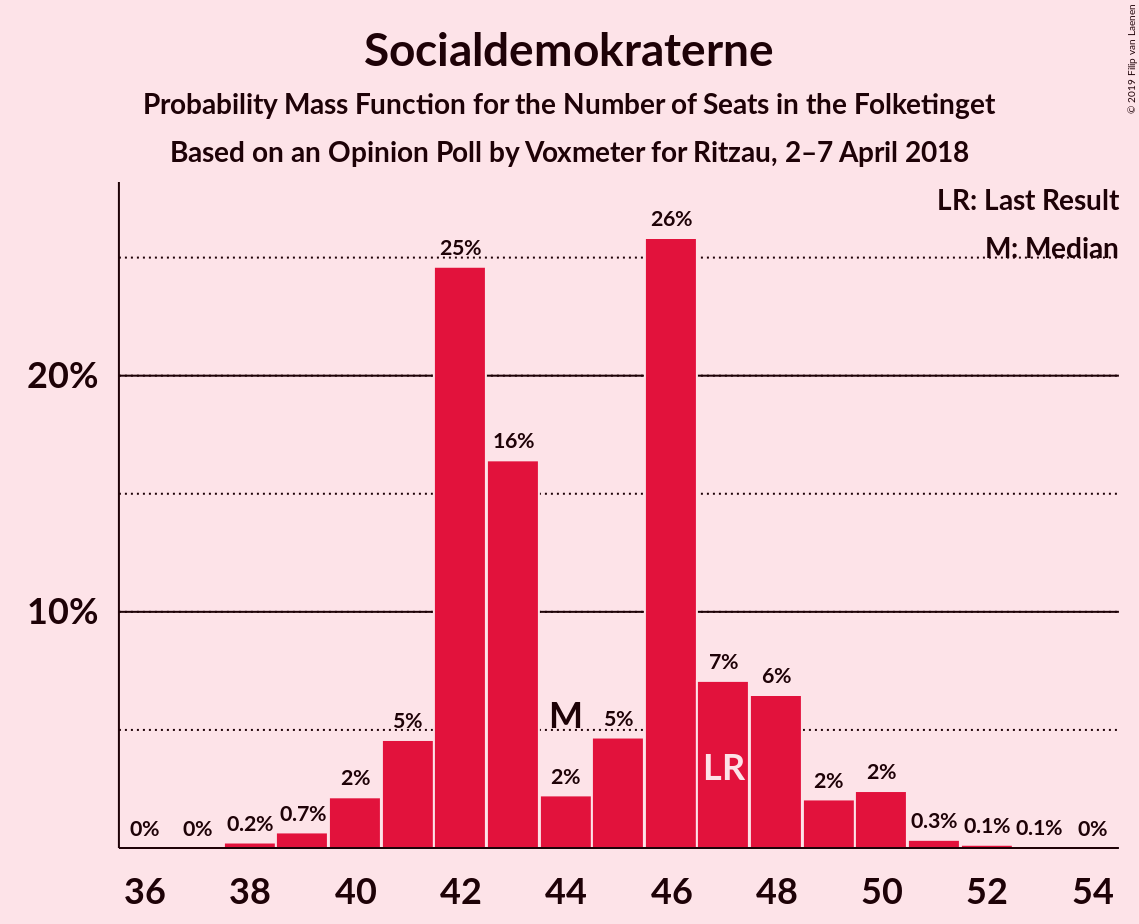 Socialdemokraterne
Probability Mass Function for the Number of Seats in the Folketinget
Based on an Opinion Poll by Voxmeter for Ritzau, 2–7 April 2018
© 2019 Filip van Laenen
LR: Last Result
M: Median
20%
10%
0%
0%
0.2%
0.7%
2%
5%
25%
16%
M
2%
5%
26%
7%
LR
6%
2%
2%
0.3%
0.1%
0.1%
0%
36 38 40 42 44 46 48 50 52 54